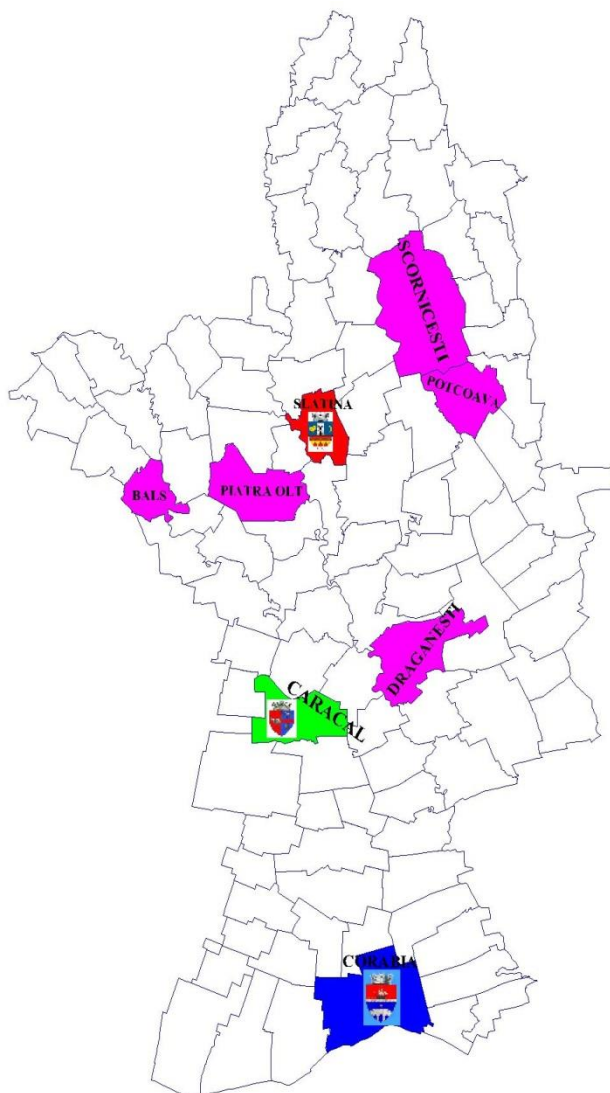 SCORNICESTI
POTCOAVA
SLATINA
BALS
PIATRA OLT
DRAGANESTI
CARACAL
CORABIA